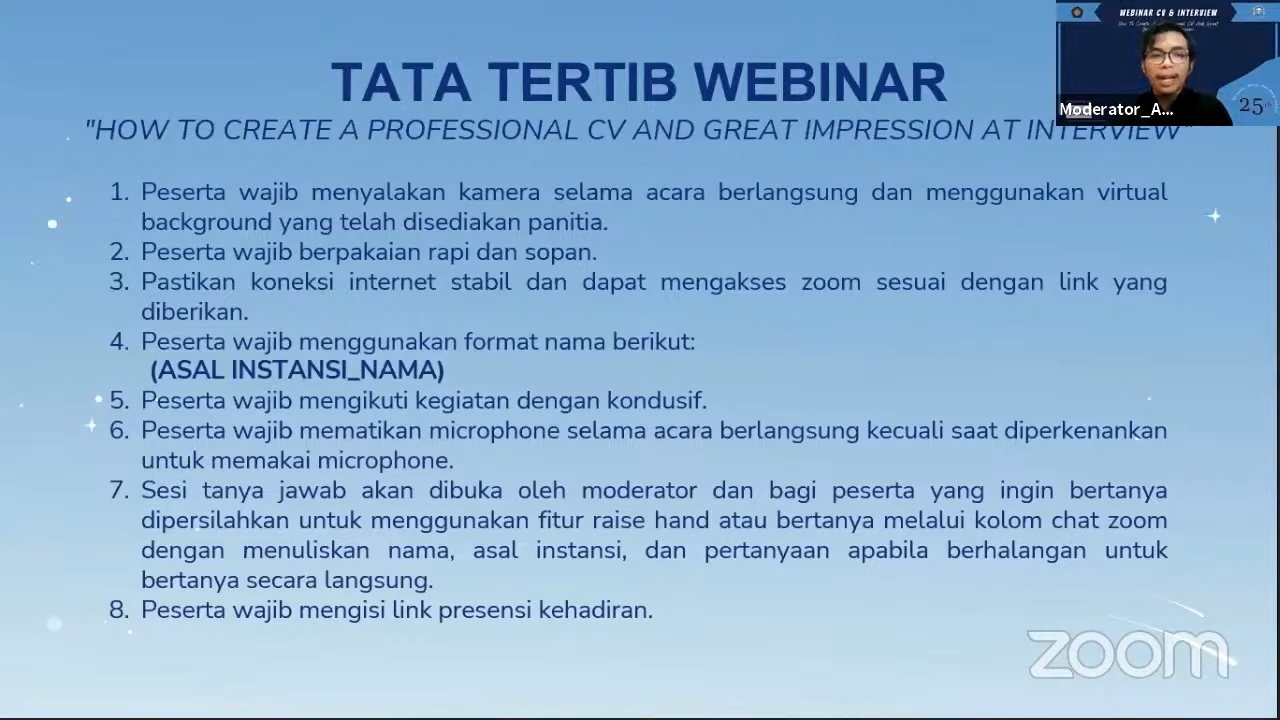 WEBINAR CV & INTERVIEW
25th
Moderator_A...
TATA TERTIB WEBINAR
"HOW TO CREATE A PROFESSIONAL CV AND GREAT IMPRESSION AT INTERVIEW"
1. Peserta wajib menyalakan kamera selama acara berlangsung dan menggunakan virtual
background yang telah disediakan panitia.
2. Peserta wajib berpakaian rapi dan sopan.
3. Pastikan koneksi internet stabil dan dapat mengakses zoom sesuai dengan link yang
diberikan.
4. Peserta wajib menggunakan format nama berikut:
(ASAL INSTANSI_NAMA)
5. Peserta wajib mengikuti kegiatan dengan kondusif.
6. Peserta wajib mematikan microphone selama acara berlangsung kecuali saat diperkenankan
untuk memakai microphone.
7. Sesi tanya jawab akan dibuka oleh moderator dan bagi peserta yang ingin bertanya
dipersilahkan untuk menggunakan fitur raise hand atau bertanya melalui kolom chat zoom
dengan menuliskan nama, asal instansi, dan pertanyaan apabila berhalangan untuk
bertanya secara langsung.
8. Peserta wajib mengisi link presensi kehadiran.
zoom